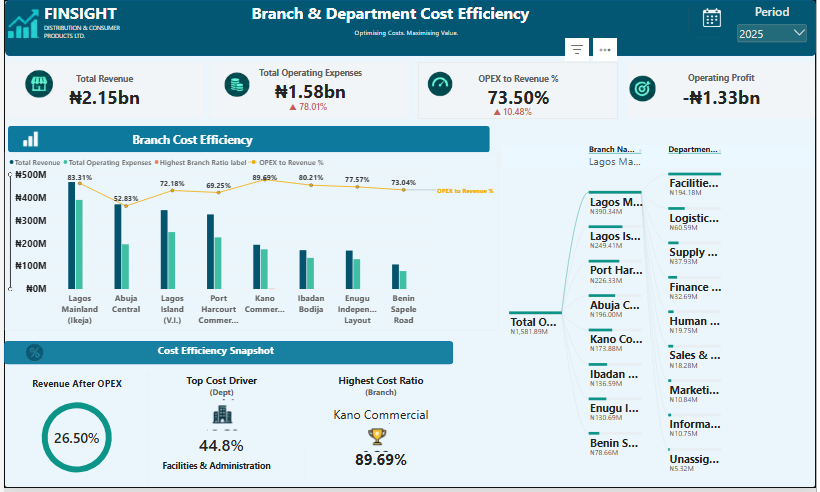 FINSIGHT
DISTRIBUTION & CONSUMER
PRODUCTS LTD.
Branch & Department Cost Efficiency
Optimising Costs. Maximising Value.
Period
2025
Total Revenue
₦2.15bn
Total Operating Expenses
₦1.58bn
▲ 78.01%
OPEX to Revenue %
73.50%
▲ 10.48%
Operating Profit
-₦1.33bn
Branch Cost Efficiency
Total Revenue Total Operating Expenses Highest Branch Ratio label OPEX to Revenue %
₦500M
₦400M
₦300M
₦200M
₦100M
₦0M
83.31%
52.83%
72.18%
69.25%
89.69%
80.21%
77.57%
73.04%
OPEX to Revenue %
Lagos
Mainland
(Ikeja)
Abuja
Central
Lagos
Island
(V.I.)
Port
Harcourt
Commer...
Kano
Commer...
Ibadan
Bodija
Enugu
Indepen...
Layout
Benin
Sapele
Road
Cost Efficiency Snapshot
Revenue After OPEX
26.50%
Top Cost Driver
(Dept)
44.8%
Facilities & Administration
Highest Cost Ratio
(Branch)
Kano Commercial
89.69%
Branch Na...
Lagos Ma...
Departmen...
Total O...
₦1,581.89M
Lagos M...
₦390.34M
Lagos Is...
₦249.41M
Port Har...
₦226.33M
Abuja C...
₦196.00M
Kano Co...
₦173.88M
Ibadan ...
₦136.59M
Enugu I...
₦130.69M
Benin S...
₦78.66M
Facilitie...
₦194.18M
Logistic...
₦60.59M
Supply ...
₦37.93M
Finance ...
₦32.69M
Human ...
₦19.75M
Sales & ...
₦18.28M
Marketi...
₦10.84M
Informa...
₦10.75M
Unassig...
₦5.32M